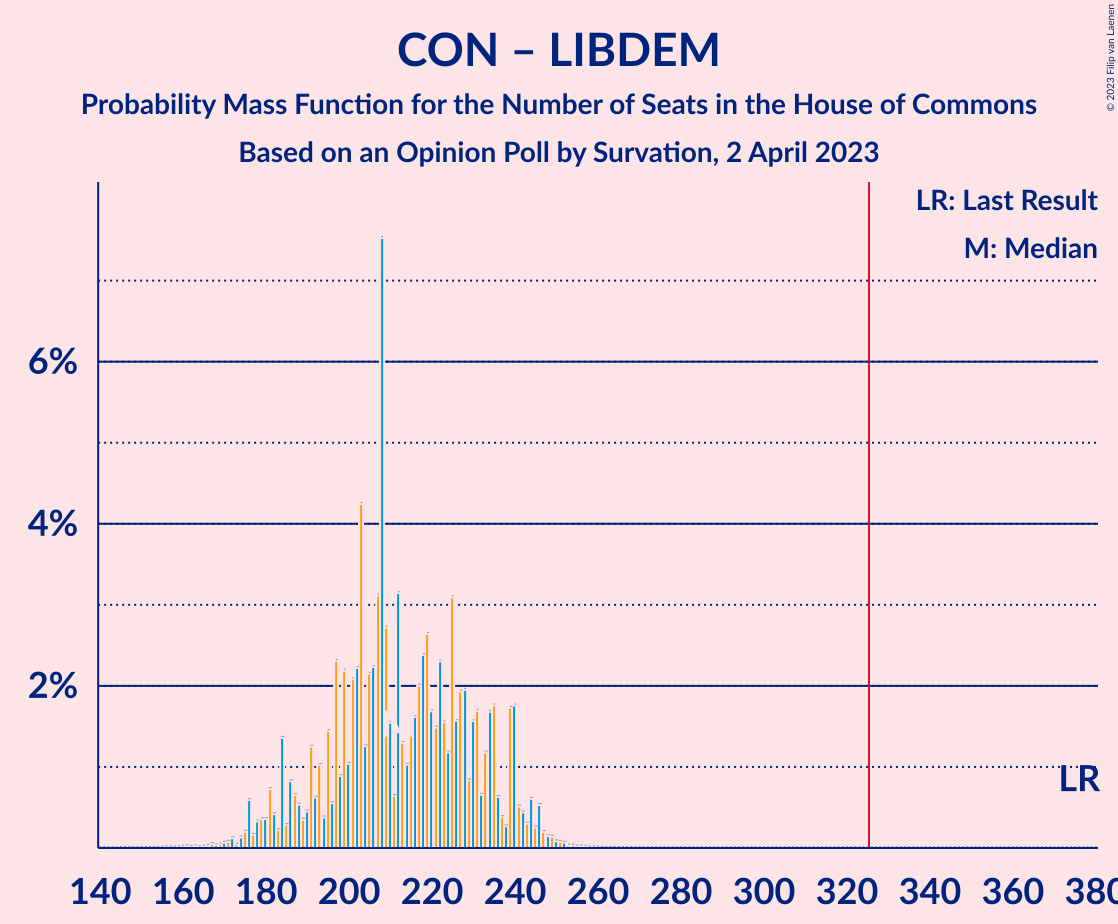 CON – LIBDEM
Probability Mass Function for the Number of Seats in the House of Commons
Based on an Opinion Poll by Survation, 2 April 2023
© 2023 Filip van Laenen
LR: Last Result
M: Median
6%
4%
2%
LR
140 160 180 200 220 240 260 280 300 320 340 360 380